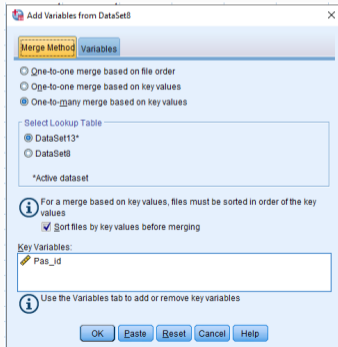 Add Variables from DataSet8
Merge Method
Variables
One-to-one merge based on file order
One-to-one merge based on key values
One-to-many merge based on key values
Select Lookup Table
DataSet13*
DataSet8
*Active dataset
For a merge based on key values, files must be sorted in order of the key
values
Sort files by key values before merging
Key Variables:
Pas_id
Use the Variables tab to add or remove key variables
OK Paste Reset Cancel Help